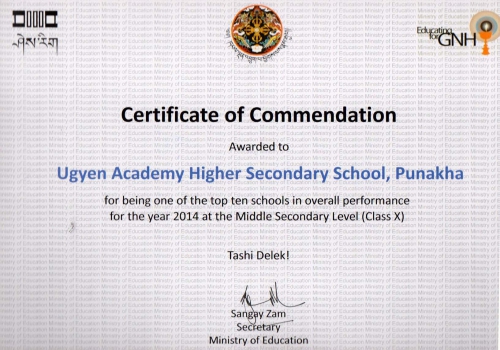 ཤེས་རིག
Educating
for GNH
Certificate of Commendation
Awarded to
Ugyen Academy Higher Secondary School, Punakha
for being one of the top ten schools in overall performance
for the year 2014 at the Middle Secondary Level (Class X)
Tashi Delek!
Sangay Zam
Secretary
Ministry of Education